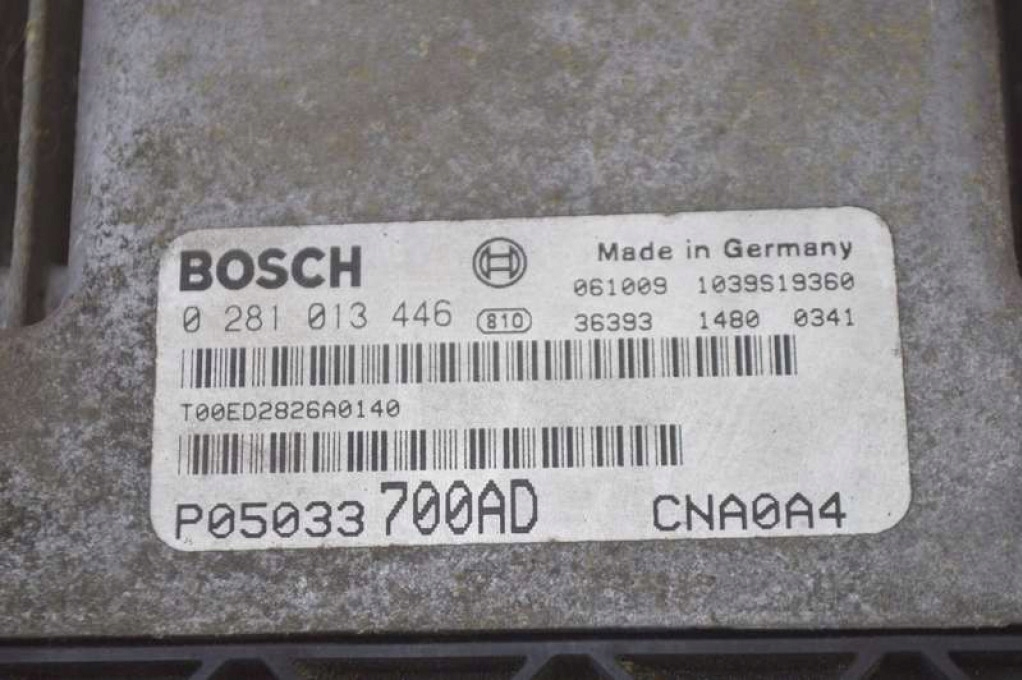 BOSCH Made in Germany
061009 1039S19360
0 281 013 446 810 36393 1480 0341
T00ED2826A0140
P05033700AD CNA0A4